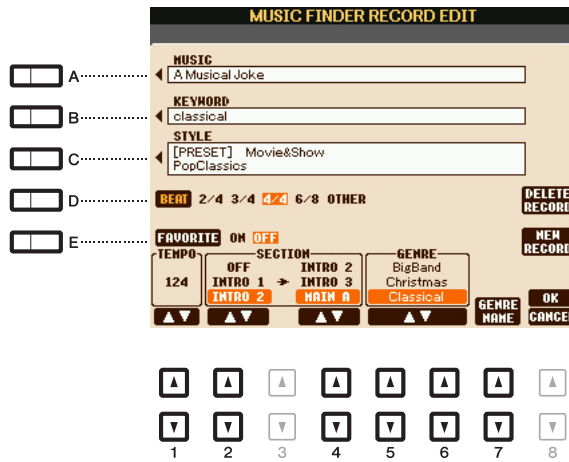 MUSIC FINDER RECORD EDIT
MUSIC
A
A Musical Joke
KEYWORD
B
classical
STYLE
C
[PRESET] Movie&Show
PopClassics
D
BEAT 2/4 3/4 4/4 6/8 OTHER
DELETE
RECORD
E
FAVORITE ON OFF
NEW
RECORD
TEMPO
124
SECTION
OFF INTRO 2
INTRO 1 INTRO 3
INTRO 2 MAIN A
GENRE
BigBand
Christmas
Classical
GENRE
NAME
OK
CANCEL
1 2 3 4 5 6 7 8